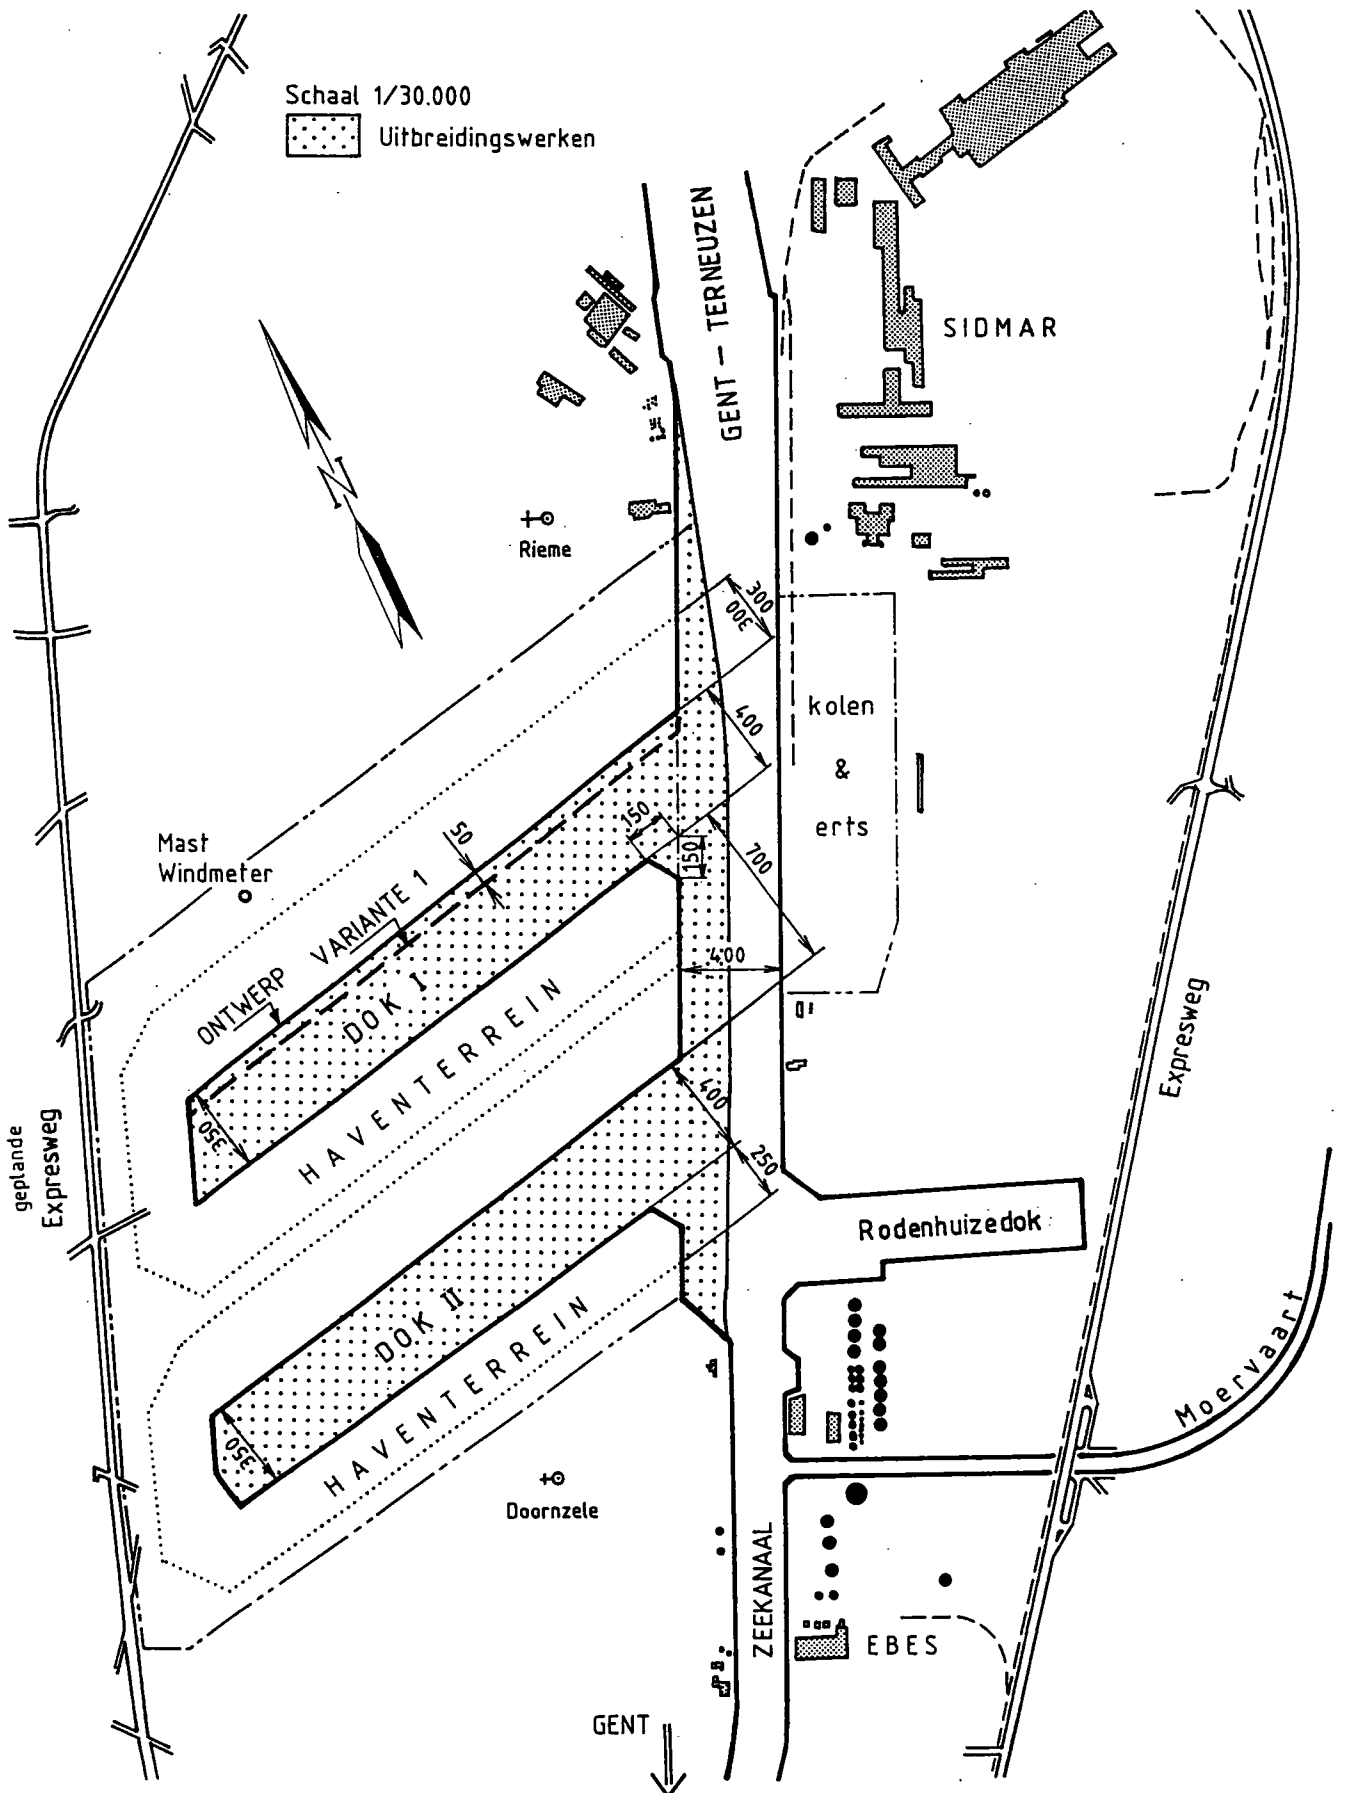 Schaal 1/30.000
Uitbreidingswerken
GENT – TERNEUZEN
SIDMAR
N
Rieme
300
300
400
kolen
&
erts
Mast
Windmeter
50
150
150
700
ONTWERP
VARIANTE 1
DOK I
HAVENTERREIN
400
350
400
250
geplande
Expresweg
Expresweg
Rodenhuizedok
DOK II
HAVENTERREIN
350
Moervaart
Doornzele
ZEEKANAAL
EBES
GENT